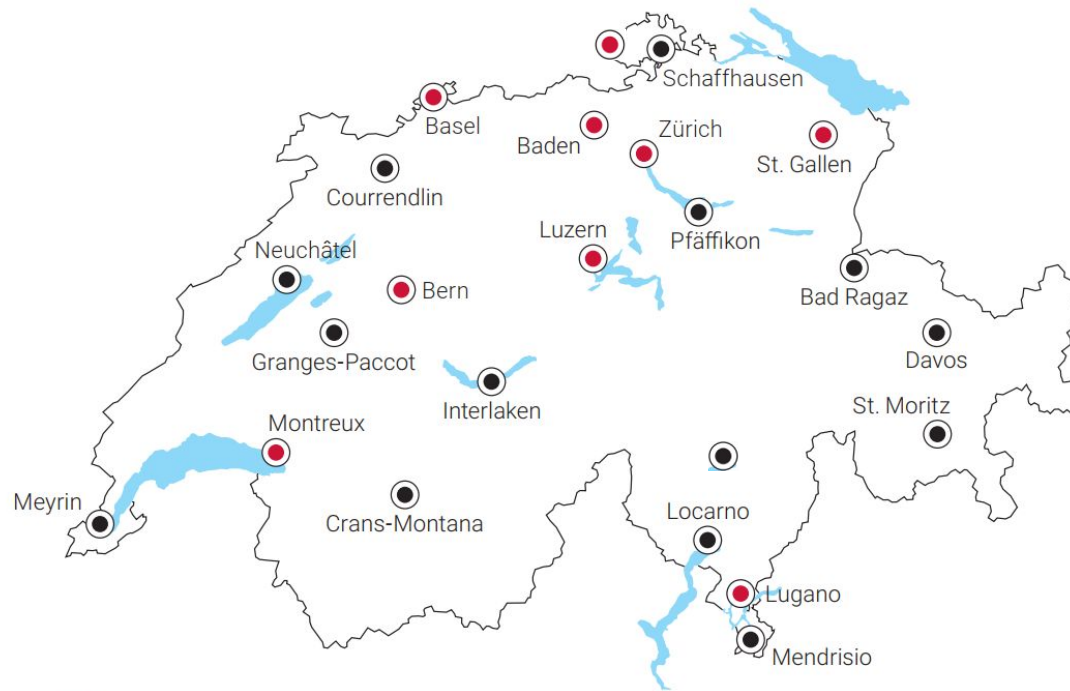 Schaffhausen
Basel
Baden
Zürich
St. Gallen
Courrendlin
Luzern
Pfäffikon
Neuchâtel
Bern
Bad Ragaz
Granges-Paccot
Davos
Interlaken
St. Moritz
Montreux
Meyrin
Crans-Montana
Locarno
Lugano
Mendrisio